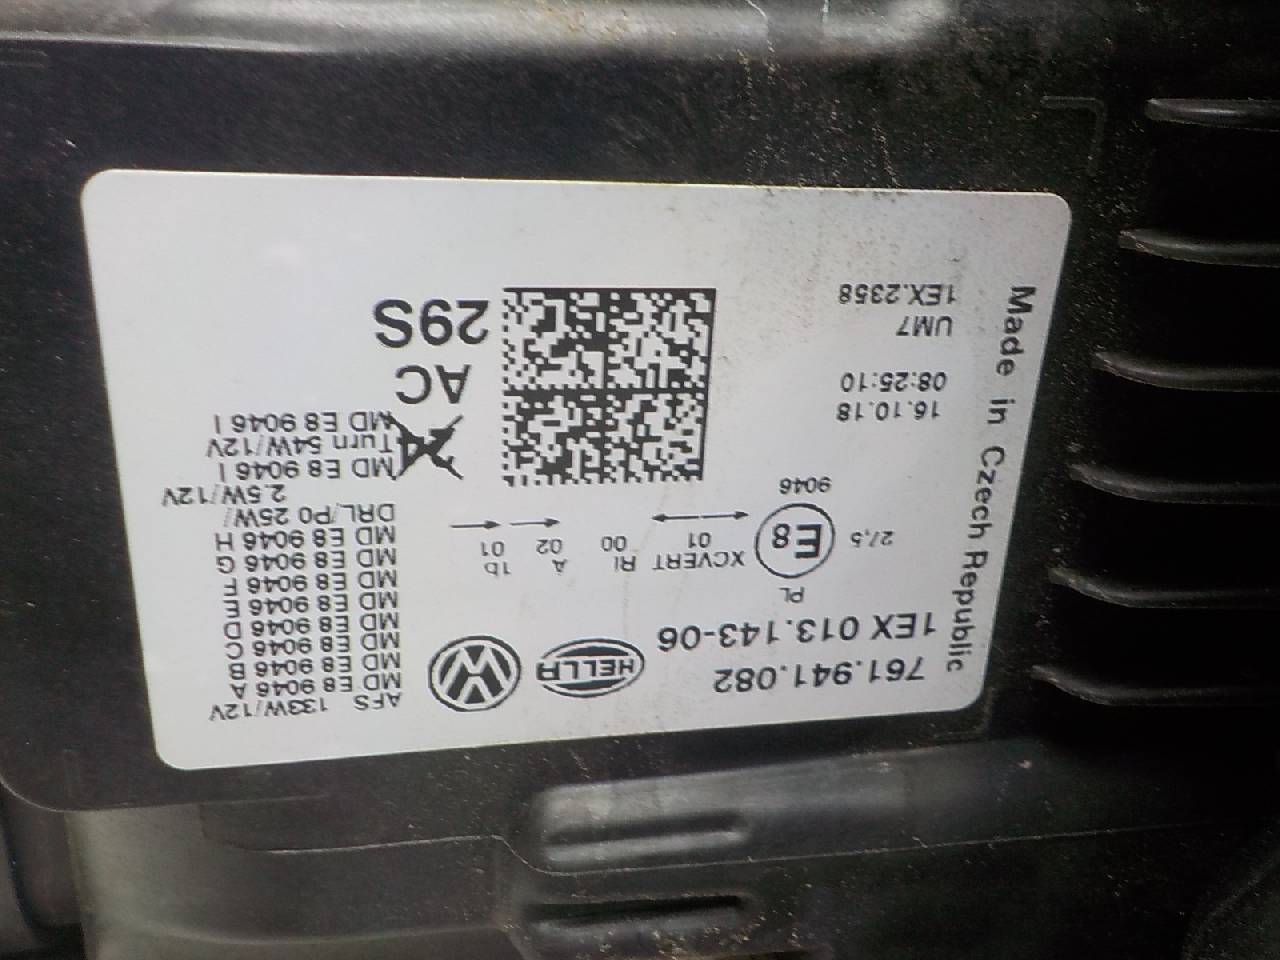 761.941.082
1EX 013.143-06
HELLA
PL
27,5
E8
9046
XCVERT RI A 1b
01 00 02 01
16.10.18
08:25:10
UM7
1EX.2358
Made in Czech Republic
AFS 133W/12V
MD E8 9046 A
MD E8 9046 B
MD E8 9046 C
MD E8 9046 D
MD E8 9046 E
MD E8 9046 F
MD E8 9046 G
MD E8 9046 H
DRL/P0 25W/
2.5W/12V
MD E8 9046 I
Turn 54W/12V
MD E8 9046 I
AC
29S